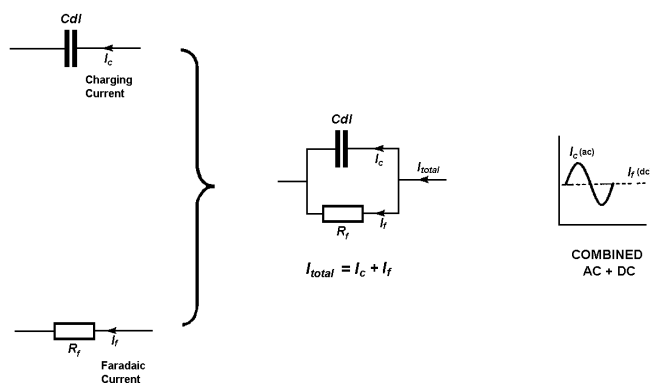 Cdl
Ic
Charging
Current
Cdl
Ic
Itotal
If
Rf
Itotal = Ic + If
Ic (ac)
If (dc
COMBINED
AC + DC
If
Rf
Faradaic
Current